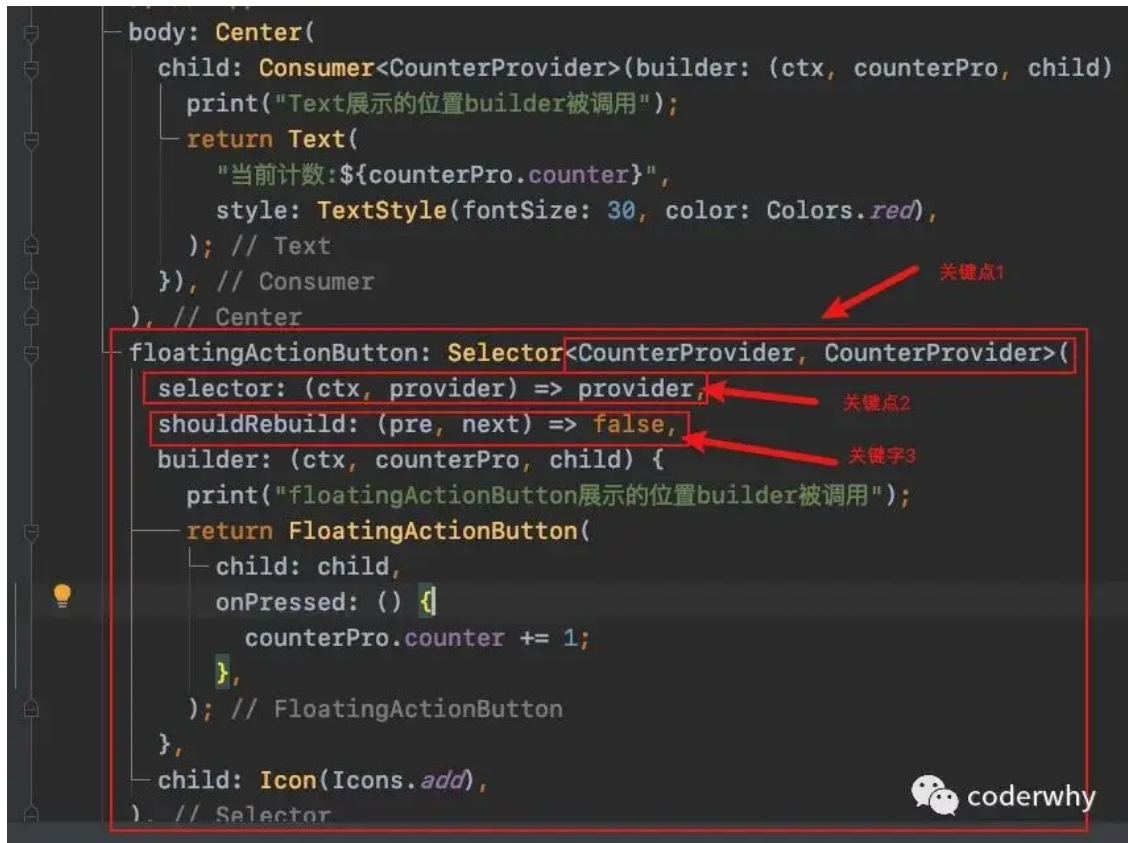 body: Center(
child: Consumer<CounterProvider>(builder: (ctx, counterPro, child)
print("Text展示的位置builder被调用");
return Text(
"当前计数:${counterPro.counter}",
style: TextStyle(fontSize: 30, color: Colors.red),
); // Text
关键点1
}), // Consumer
), // Center
floatingActionButton: Selector<CounterProvider, CounterProvider>(
selector: (ctx, provider) => provider,
关键点2
shouldRebuild: (pre, next) => false,
关键字3
builder: (ctx, counterPro, child) {
print("floatingActionButton展示的位置builder被调用");
return FloatingActionButton(
child: child,
onPressed: () {
counterPro.counter += 1;
},
); // FloatingActionButton
},
child: Icon(Icons.add),
), // Selector
coderwhy